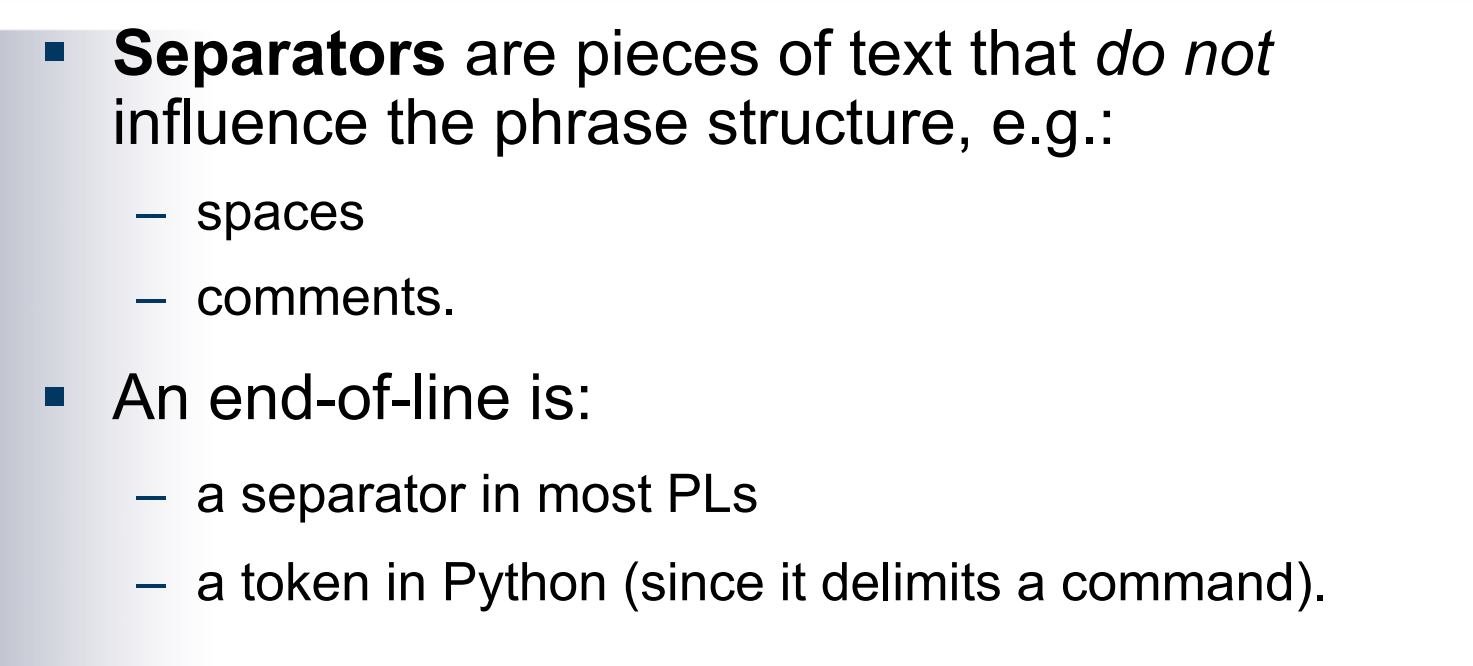 ▪ Separators are pieces of text that do not
influence the phrase structure, e.g.:
– spaces
– comments.
▪ An end-of-line is:
– a separator in most PLs
– a token in Python (since it delimits a command).